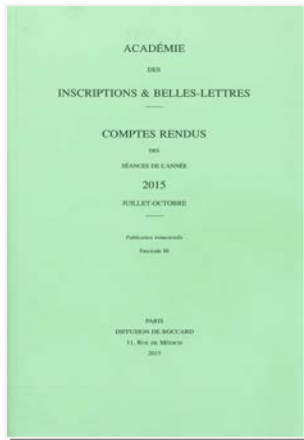 ACADÉMIE
DES
INSCRIPTIONS & BELLES-LETTRES
COMPTES RENDUS
DES
SÉANCES DE L'ANNÉE
2015
JUILLET-OCTOBRE
Publication trimestrielle
Fascicule III
PARIS
DIFFUSION DE BOCCARD
11, RUE DE MÉDICIS
2015